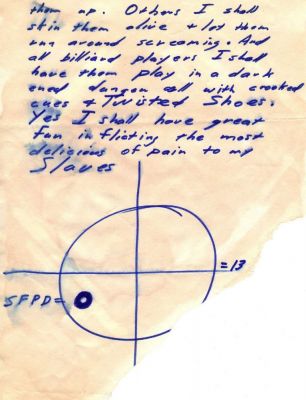 them up. Others I shall
skin them alive & let them
run around screaming. And
all billiard players I shall
have them play in a dark
ened dungen cell with crooked
cues & Twisted Shoes.
Yes I shall have great
fun inflicting the most
delicious of pain to my
Slaves
= 13
SFPD =